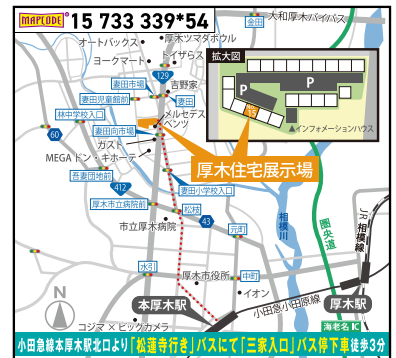 MAPCODE 15 733 339*54
金田
大和厚木バイパス
オートバックス
厚木ツマダボウル
トイザらス
ヨークマート
拡大図
P
P
インフォメーションハウス
129
妻田市場
吉野家
妻田児童館前
妻田
林中学校入口
メルセデス
ベンツ
60
妻田向市場
ガスト
MEGAドン・キホーテ
厚木住宅展示場
吾妻団地前
412
妻田小学校入口
厚木市立病院前
松枝
43
市立厚木病院
元町
相模川
圏央道
JR相模線
水引
厚木市役所
中町
イオン
本厚木駅
厚木駅
小田急小田原線
N
コジマ×ビックカメラ
海老名IC
小田急線本厚木駅北口より「松蓮寺行き」バスにて「三家入口」バス停下車徒歩3分